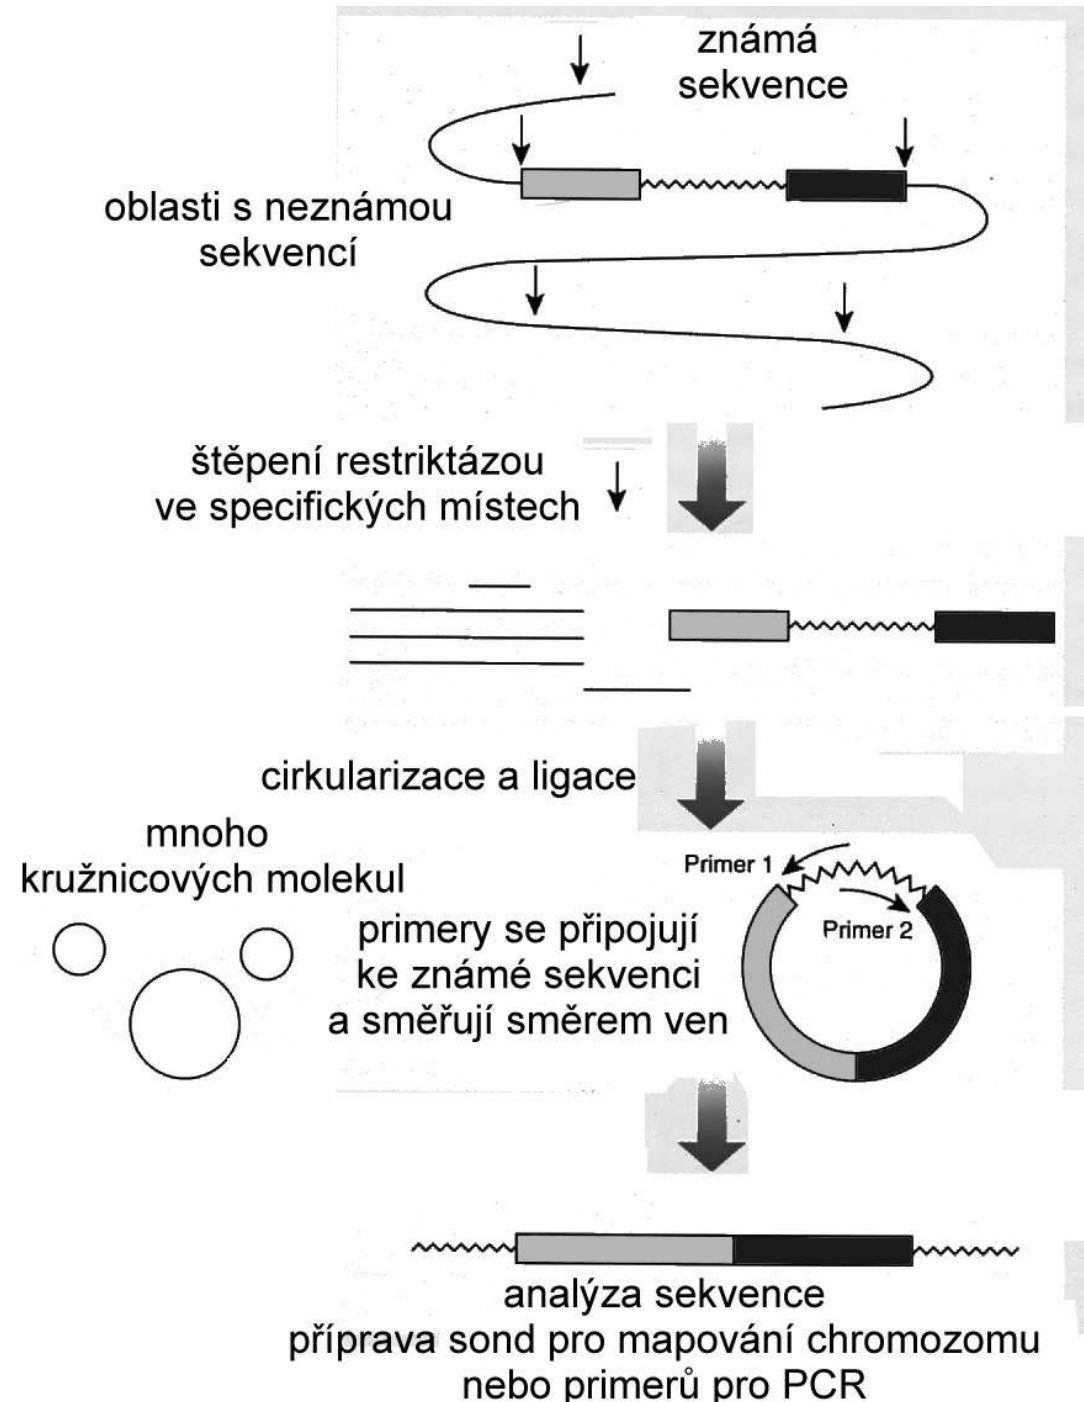 známá
sekvence
oblasti s neznámou
sekvencí
štěpení restriktázou
ve specifických místech
cirkularizace a ligace
mnoho
kružnicových molekul
Primer 1
Primer 2
primery se připojují
ke známé sekvenci
a směřují směrem ven
analýza sekvence
příprava sond pro mapování chromozomu
nebo primerů pro PCR